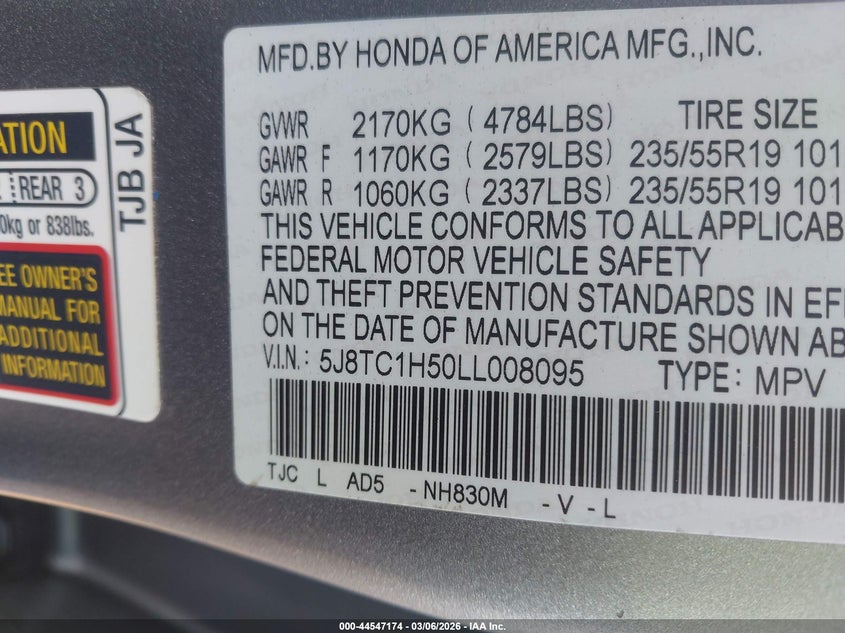 ATION
REAR 3
0kg or 838lbs.
EE OWNER'S
MANUAL FOR
ADDITIONAL
INFORMATION
TJB JA
MFD.BY HONDA OF AMERICA MFG.,INC.
GVWR 2170KG ( 4784LBS) TIRE SIZE
GAWR F 1170KG ( 2579LBS) 235/55R19 101
GAWR R 1060KG ( 2337LBS) 235/55R19 101
THIS VEHICLE CONFORMS TO ALL APPLICAB
FEDERAL MOTOR VEHICLE SAFETY
AND THEFT PREVENTION STANDARDS IN EF
ON THE DATE OF MANUFACTURE SHOWN AB
V.I.N.: 5J8TC1H50LL008095 TYPE: MPV
TJC L AD5 - NH830M - V - L
000-44547174 | 03/06/2026 | IAA Inc.